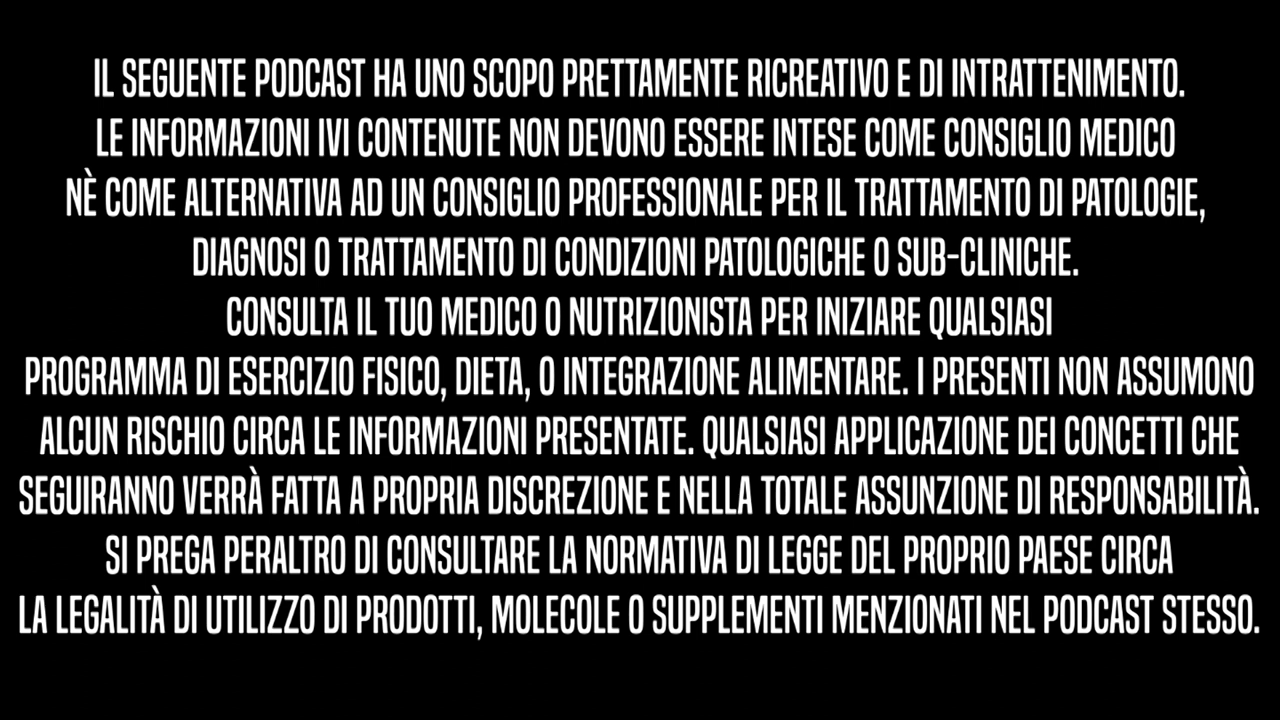 IL SEGUENTE PODCAST HA UNO SCOPO PRETTAMENTE RICREATIVO E DI INTRATTENIMENTO.
LE INFORMAZIONI IVI CONTENUTE NON DEVONO ESSERE INTESE COME CONSIGLIO MEDICO
NÈ COME ALTERNATIVA AD UN CONSIGLIO PROFESSIONALE PER IL TRATTAMENTO DI PATOLOGIE,
DIAGNOSI O TRATTAMENTO DI CONDIZIONI PATOLOGICHE O SUB-CLINICHE.
CONSULTA IL TUO MEDICO O NUTRIZIONISTA PER INIZIARE QUALSIASI
PROGRAMMA DI ESERCIZIO FISICO, DIETA, O INTEGRAZIONE ALIMENTARE. I PRESENTI NON ASSUMONO
ALCUN RISCHIO CIRCA LE INFORMAZIONI PRESENTATE. QUALSIASI APPLICAZIONE DEI CONCETTI CHE
SEGUIRANNO VERRÀ FATTA A PROPRIA DISCREZIONE E NELLA TOTALE ASSUNZIONE DI RESPONSABILITÀ.
SI PREGA PERALTRO DI CONSULTARE LA NORMATIVA DI LEGGE DEL PROPRIO PAESE CIRCA
LA LEGALITÀ DI UTILIZZO DI PRODOTTI, MOLECOLE O SUPPLEMENTI MENZIONATI NEL PODCAST STESSO.